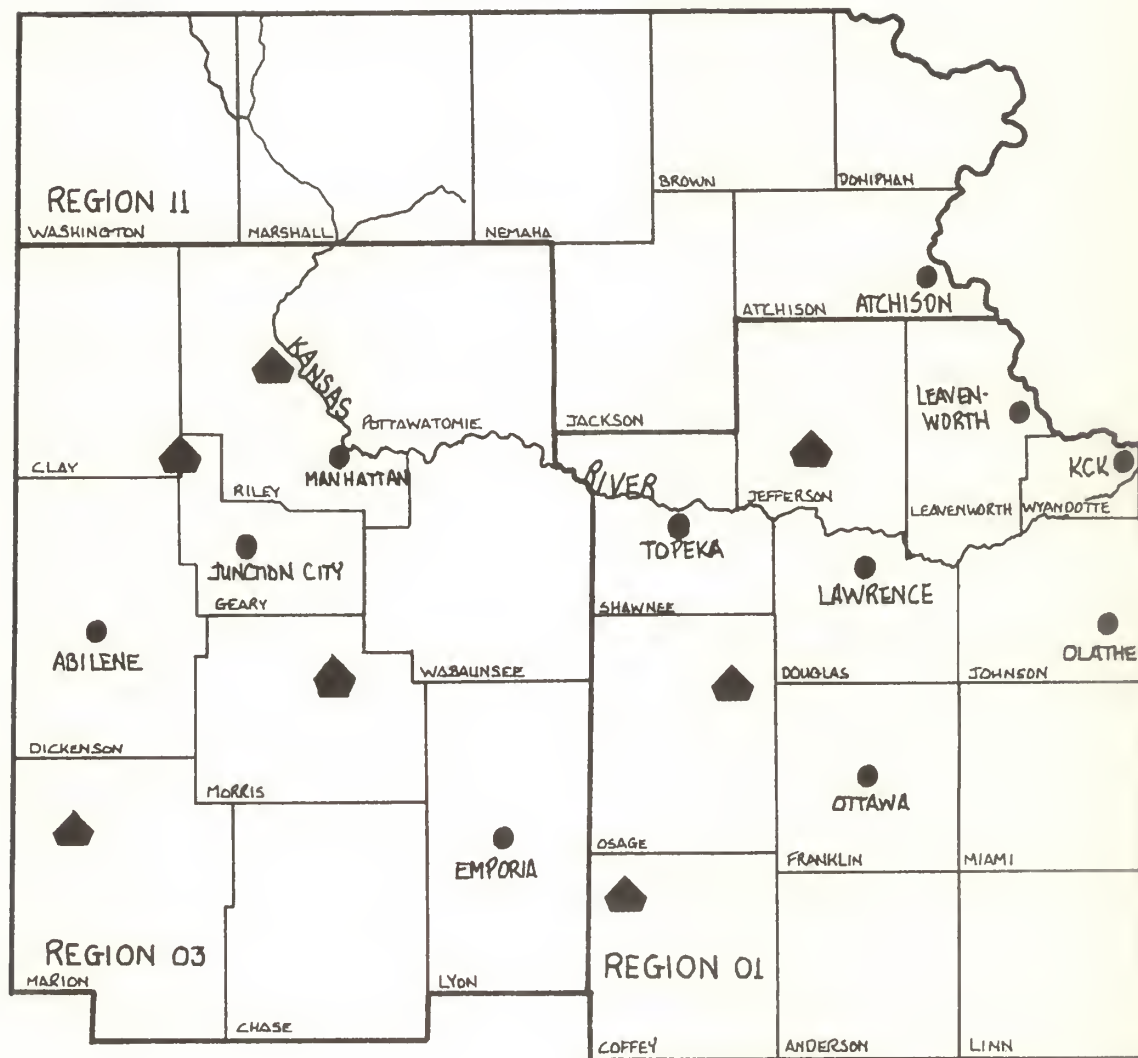 BROWN
DONIPHAN
REGION 11
WASHINGTON
MARSHALL
NEMAHA
ATCHISON
ATCHISON
KANSAS
LEAVEN-
WORTH
POTTAWATOMIE
JACKSON
CLAY
MANHATTAN
RILEY
RIVER
JEFFERSON
LEAVENWORTH
KCK
WYANDOTTE
TOPEKA
JUNCTION CITY
GEARY
SHAWNEE
LAWRENCE
ABILENE
WABAUNSEE
DOUGLAS
OLATHE
JOHNSON
DICKENSON
MORRIS
OTTAWA
OSAGE
FRANKLIN
MIAMI
EMPORIA
REGION 03
MARION
LYON
REGION 01
CHASE
COFFEY
ANDERSON
LINN